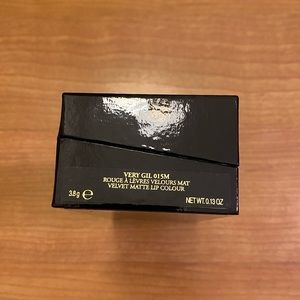 VERY GIL 015M
ROUGE À LÈVRES VELOURS MAT
VELVET MATTE LIP COLOUR
3.8g ℮ NET WT. 0.13 OZ